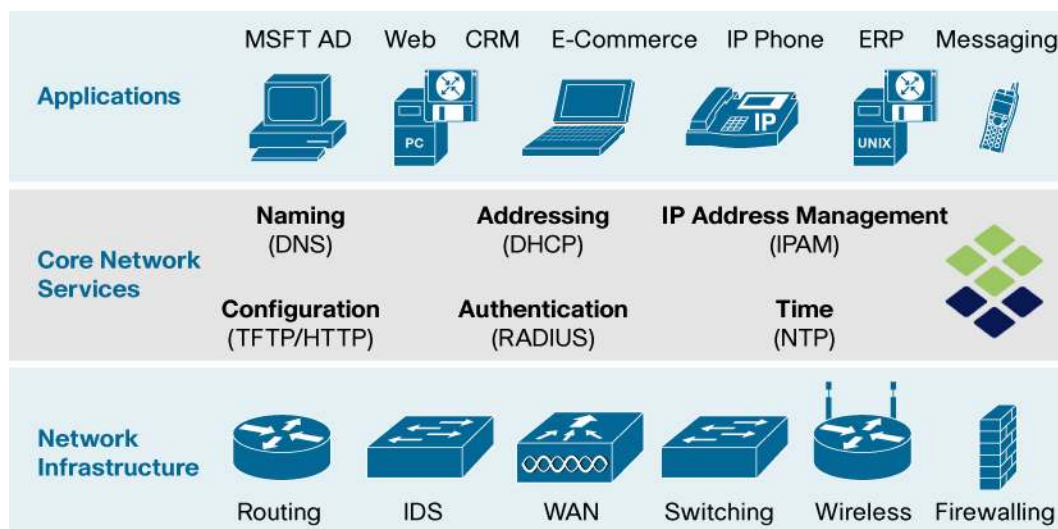 MSFT AD Web CRM E-Commerce IP Phone ERP Messaging
Applications
PC
IP
UNIX
Naming Addressing IP Address Management
(DNS) (DHCP) (IPAM)
Core Network
Services
Configuration Authentication Time
(TFTP/HTTP) (RADIUS) (NTP)
Network
Infrastructure
Routing IDS WAN Switching Wireless Firewalling